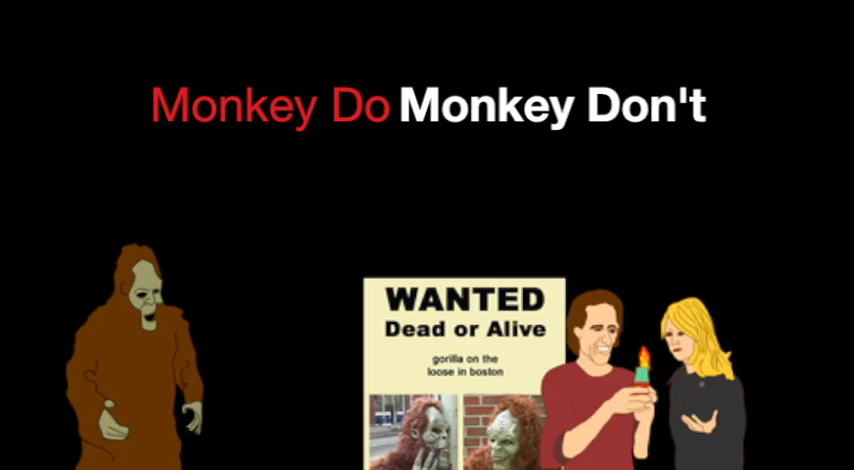 Monkey Do Monkey Don't
WANTED
Dead or Alive
gorilla on the
loose in boston